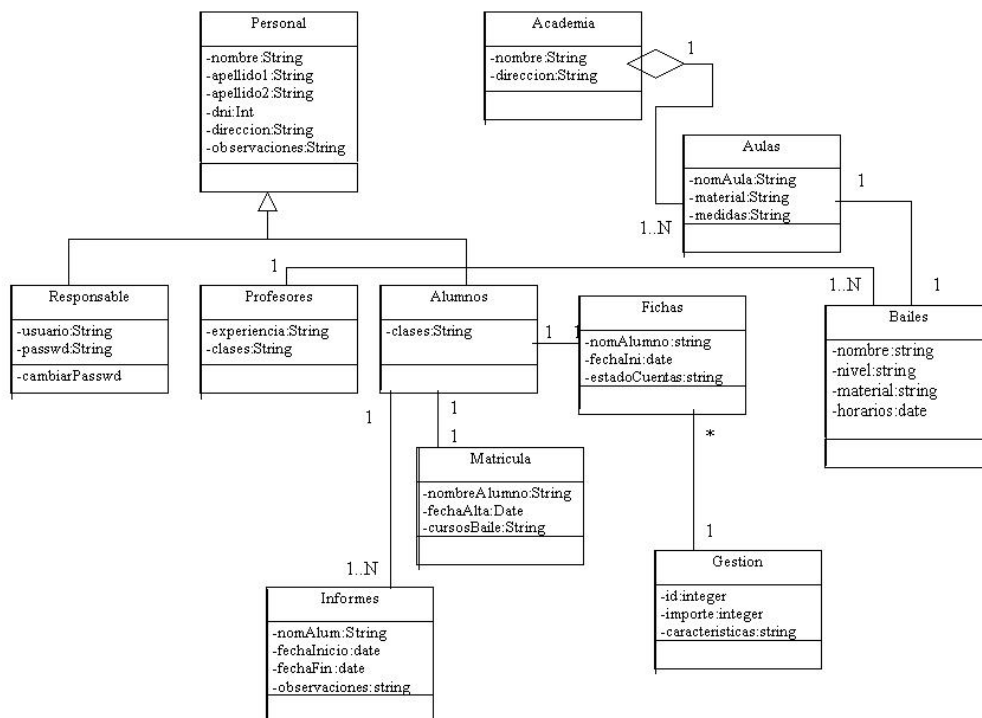 Personal
-nombre:String
-apellido1:String
-apellido2:String
-dni:Int
-direccion:String
-observaciones:String
Academia
-nombre:String
-direccion:String
1
1..N
Aulas
-nomAula:String
-material:String
-medidas:String
1
1
1
1..N
Responsable
-usuario:String
-passwd:String
-cambiarPasswd
Profesores
-experiencia:String
-clases:String
Alumnos
-clases:String
1
1
Fichas
-nomAlumno:string
-fechaIni:date
-estadoCuentas:string
Bailes
-nombre:string
-nivel:string
-material:string
-horarios:date
1
1
1
*
1
Matricula
-nombreAlumno:String
-fechaAlta:Date
-cursosBaile:String
1..N
Informes
-nomAlum:String
-fechaInicio:date
-fechaFin:date
-observaciones:string
Gestion
-id:integer
-importe:integer
-caracteristicas:string